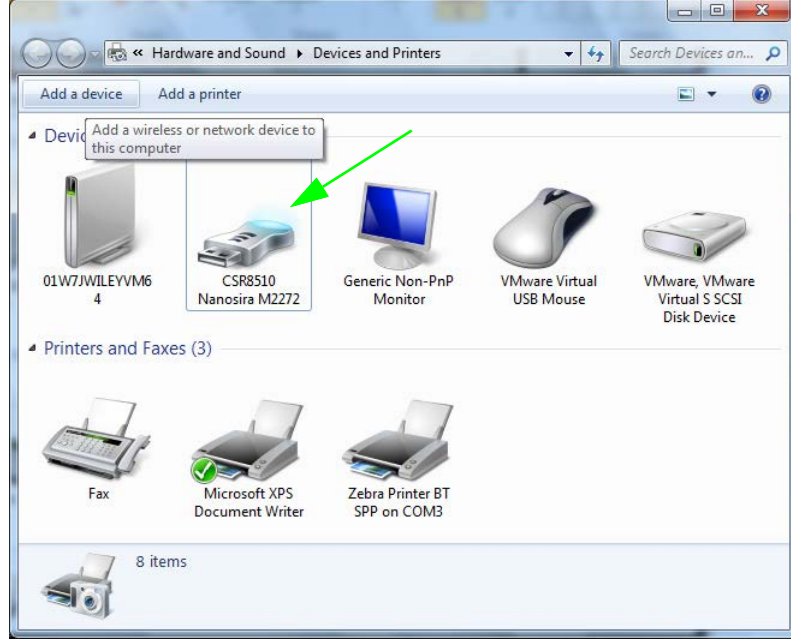 « Hardware and Sound ▸ Devices and Printers
Search Devices an...
Add a device Add a printer
Add a wireless or network device to
this computer
01W7JWILEYVM6
4
CSR8510
Nanosira M2272
Generic Non-PnP
Monitor
VMware Virtual
USB Mouse
VMware, VMware
Virtual S SCSI
Disk Device
Printers and Faxes (3)
Fax
Microsoft XPS
Document Writer
Zebra Printer BT
SPP on COM3
8 items